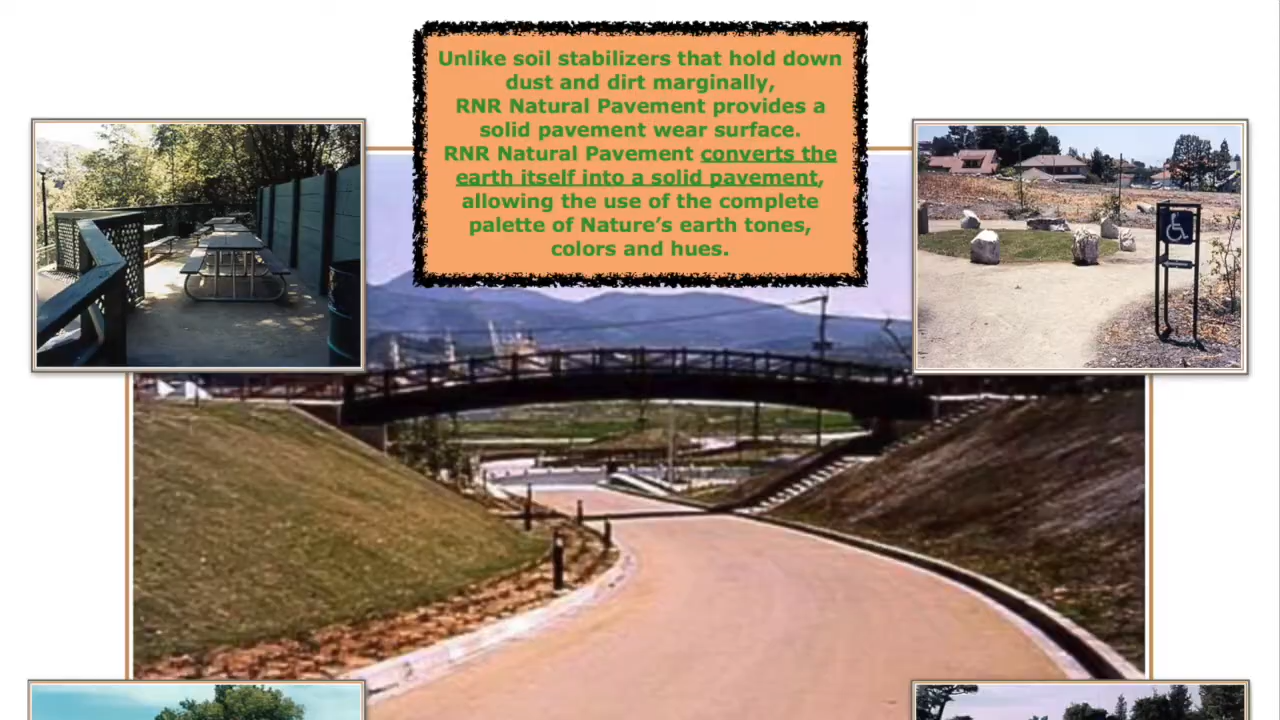 Unlike soil stabilizers that hold down
dust and dirt marginally,
RNR Natural Pavement provides a
solid pavement wear surface.
RNR Natural Pavement converts the
earth itself into a solid pavement,
allowing the use of the complete
palette of Nature’s earth tones,
colors and hues.